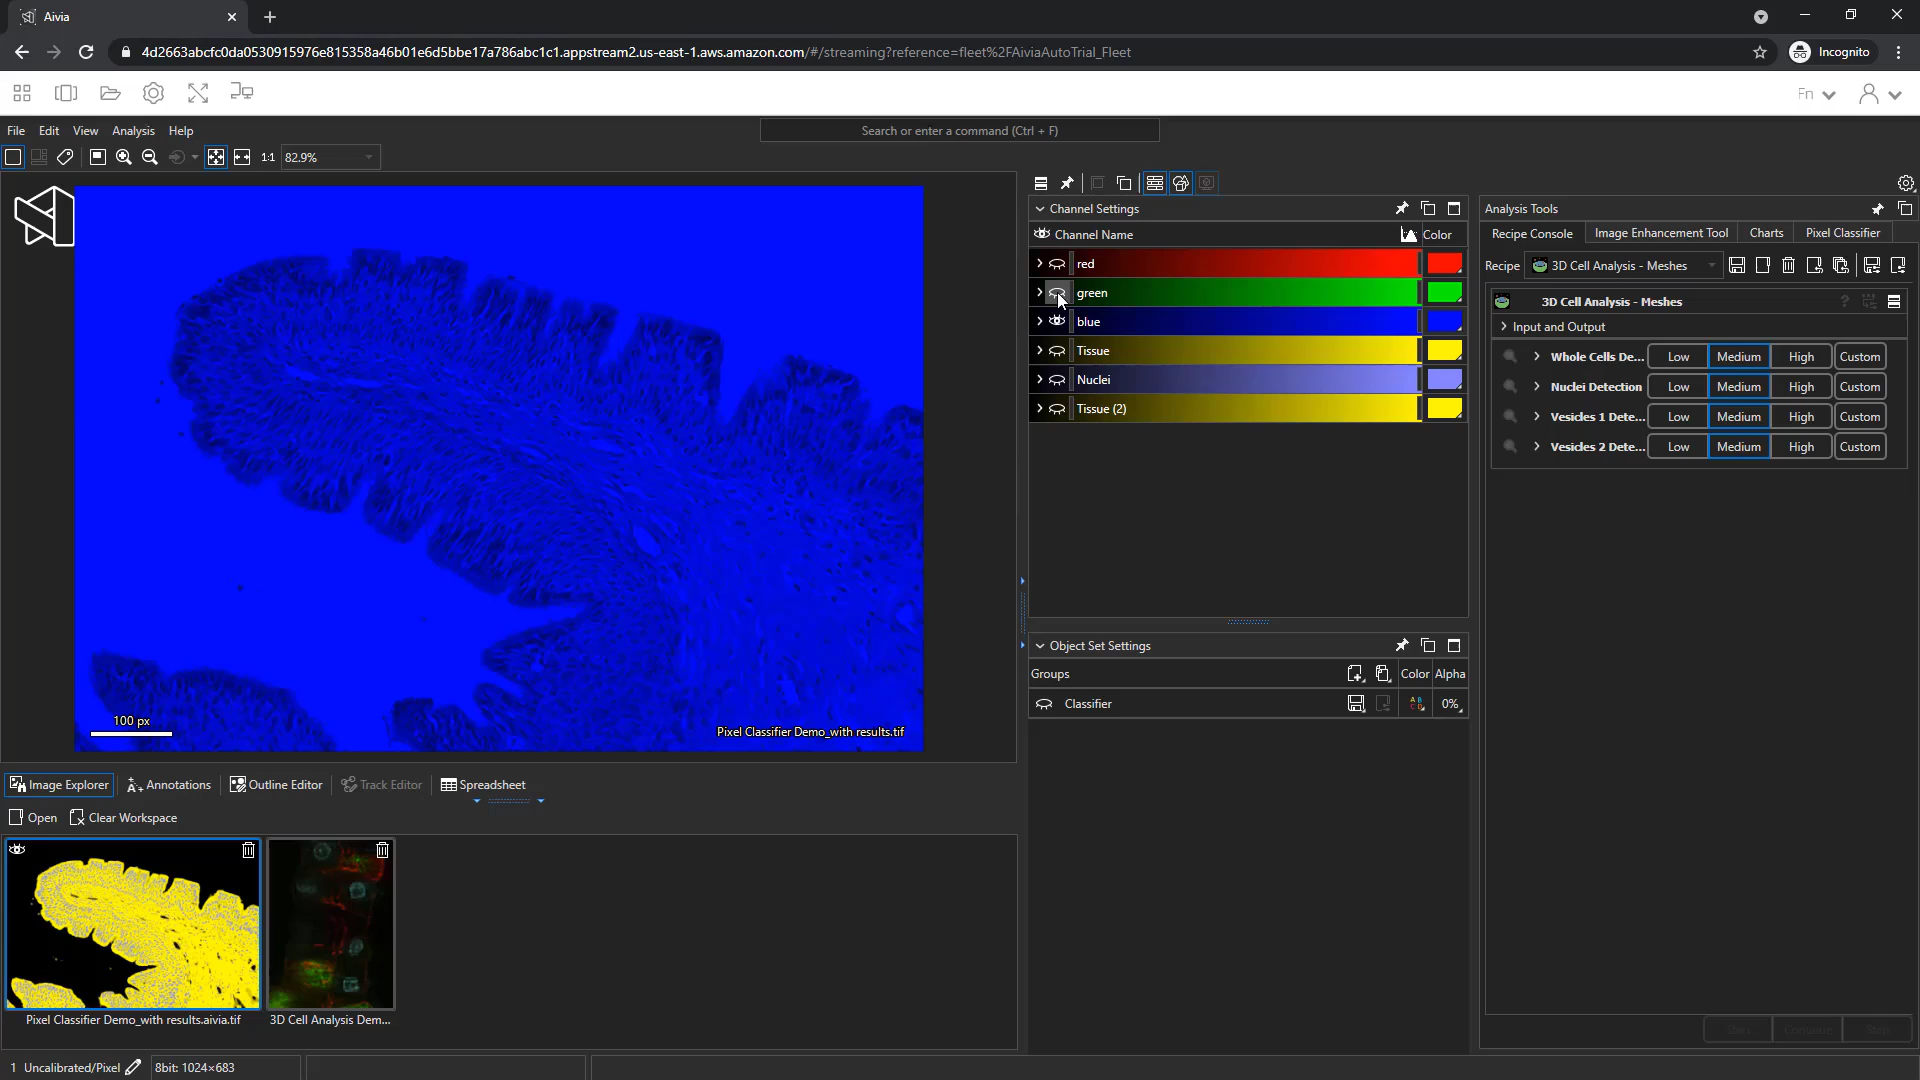 Aivia
4d2663abcfc0da0530915976e815358a46b01e6d5bbe17a786abc1c1.appstream2.us-east-1.aws.amazon.com/#/streaming?reference=fleet%2FAiviaAutoTrial_Fleet
Incognito
Fn
File Edit View Analysis Help
Search or enter a command (Ctrl + F)
1:1 82.9%
100 px
Pixel Classifier Demo_with results.tif
Channel Settings
Channel Name Color
red
green
blue
Tissue
Nuclei
Tissue (2)
Object Set Settings
Groups Color Alpha
Classifier 0%
Analysis Tools
Recipe Console Image Enhancement Tool Charts Pixel Classifier
Recipe 3D Cell Analysis - Meshes
3D Cell Analysis - Meshes ?
Input and Output
Whole Cells De... Low Medium High Custom
Nuclei Detection Low Medium High Custom
Vesicles 1 Dete... Low Medium High Custom
Vesicles 2 Dete... Low Medium High Custom
Start Continue Stop
Image Explorer Annotations Outline Editor Track Editor Spreadsheet
Open Clear Workspace
Pixel Classifier Demo_with results.aivia.tif
3D Cell Analysis Dem...
1 Uncalibrated/Pixel 8bit: 1024×683